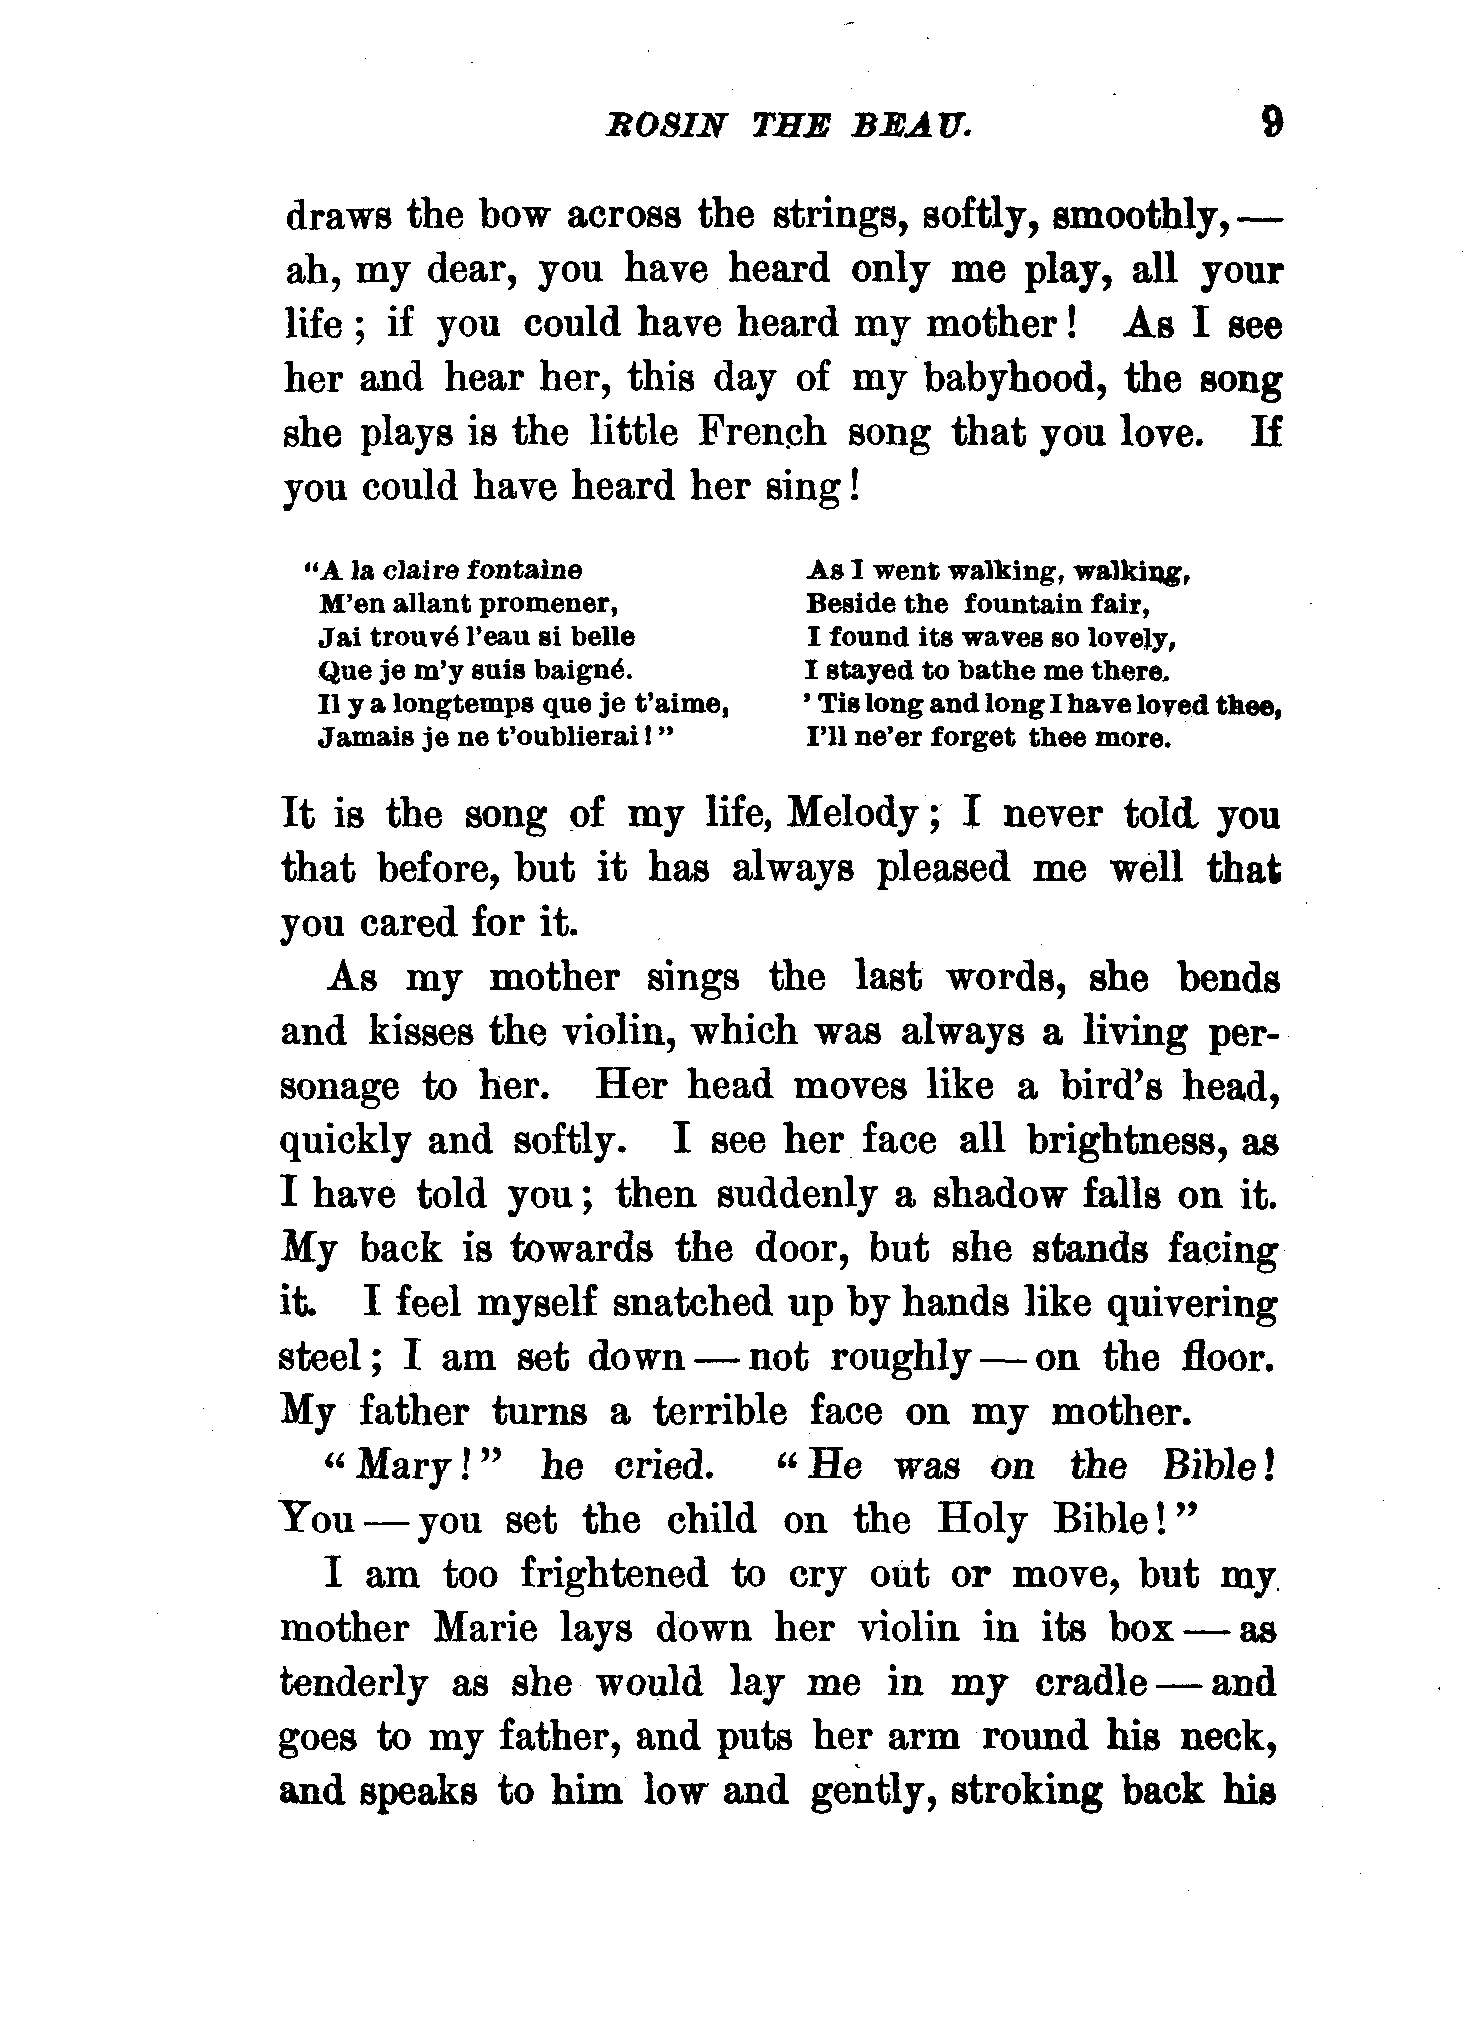 ROSIN THE BEAU. 9
draws the bow across the strings, softly, smoothly,—
ah, my dear, you have heard only me play, all your
life; if you could have heard my mother! As I see
her and hear her, this day of my babyhood, the song
she plays is the little French song that you love. If
you could have heard her sing!
"A la claire fontaine
M'en allant promener,
Jai trouvé l'eau si belle
Que je m'y suis baigné.
Il y a longtemps que je t'aime,
Jamais je ne t'oublierai!"
As I went walking, walking,
Beside the fountain fair,
I found its waves so lovely,
I stayed to bathe me there.
'Tis long and long I have loved thee,
I'll ne'er forget thee more.
It is the song of my life, Melody; I never told you
that before, but it has always pleased me well that
you cared for it.
As my mother sings the last words, she bends
and kisses the violin, which was always a living per-
sonage to her. Her head moves like a bird's head,
quickly and softly. I see her face all brightness, as
I have told you; then suddenly a shadow falls on it.
My back is towards the door, but she stands facing
it. I feel myself snatched up by hands like quivering
steel; I am set down—not roughly—on the floor.
My father turns a terrible face on my mother.
"Mary!" he cried. "He was on the Bible!
You—you set the child on the Holy Bible!"
I am too frightened to cry out or move, but my
mother Marie lays down her violin in its box—as
tenderly as she would lay me in my cradle—and
goes to my father, and puts her arm round his neck,
and speaks to him low and gently, stroking back his